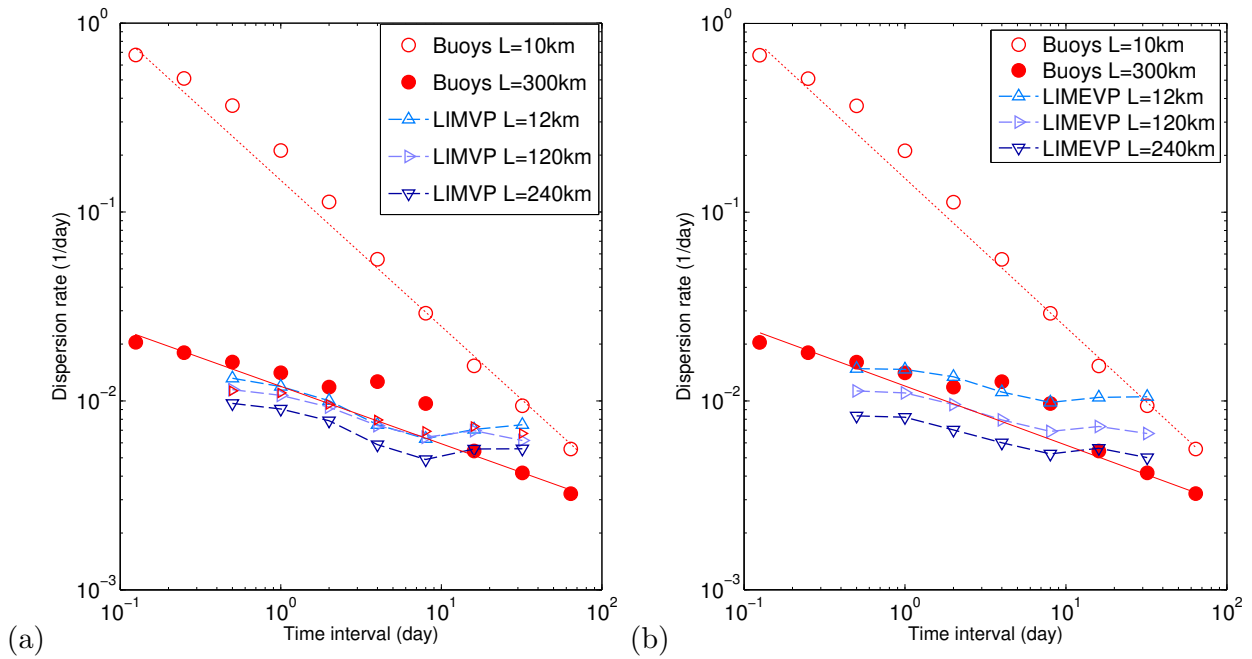 10^0
10^-1
10^-2
10^-3
Dispersion rate (1/day)
Buoys L=10km
Buoys L=300km
LIMVP L=12km
LIMVP L=120km
LIMVP L=240km
10^-1
10^0
10^1
10^2
Time interval (day)
(a)
10^0
10^-1
10^-2
10^-3
Dispersion rate (1/day)
Buoys L=10km
Buoys L=300km
LIMEVP L=12km
LIMEVP L=120km
LIMEVP L=240km
10^-1
10^0
10^1
10^2
Time interval (day)
(b)